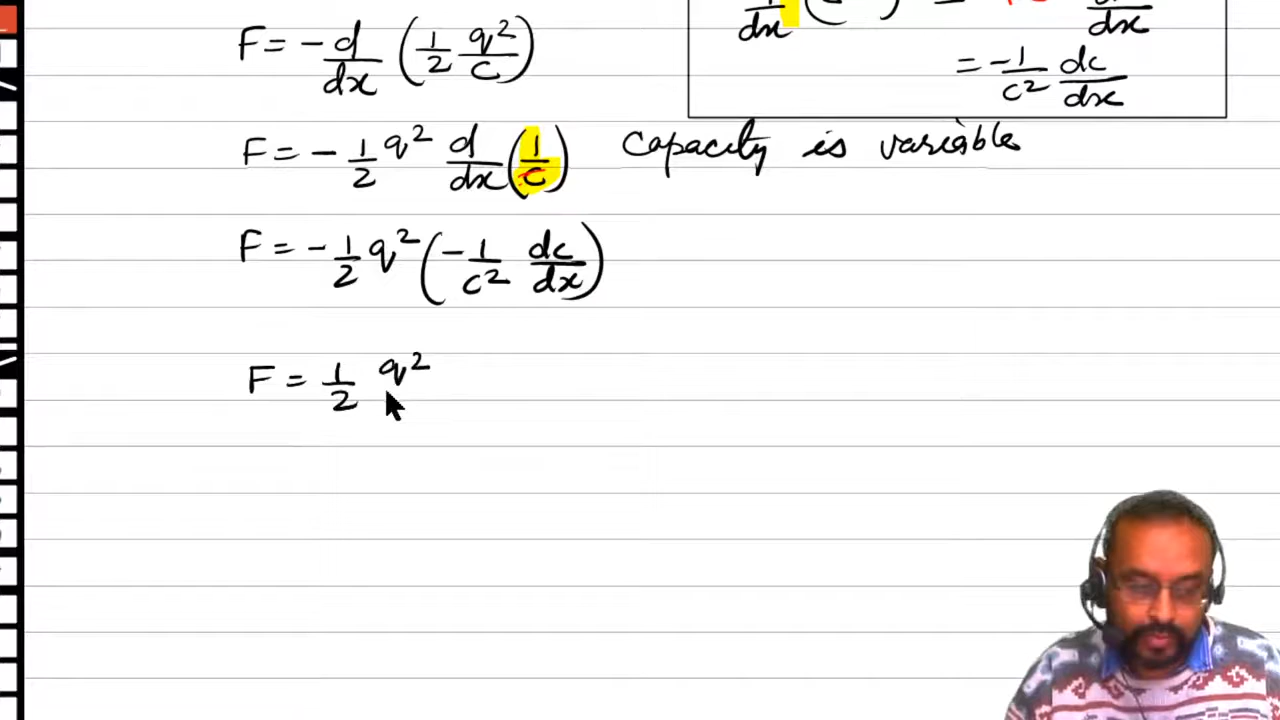 F = - d/dx (1/2 q²/c)
= -1/c² dc/dx
F = - 1/2 q² d/dx (1/c) Capacity is variable
F = - 1/2 q² (- 1/c² dc/dx)
F = 1/2 q²